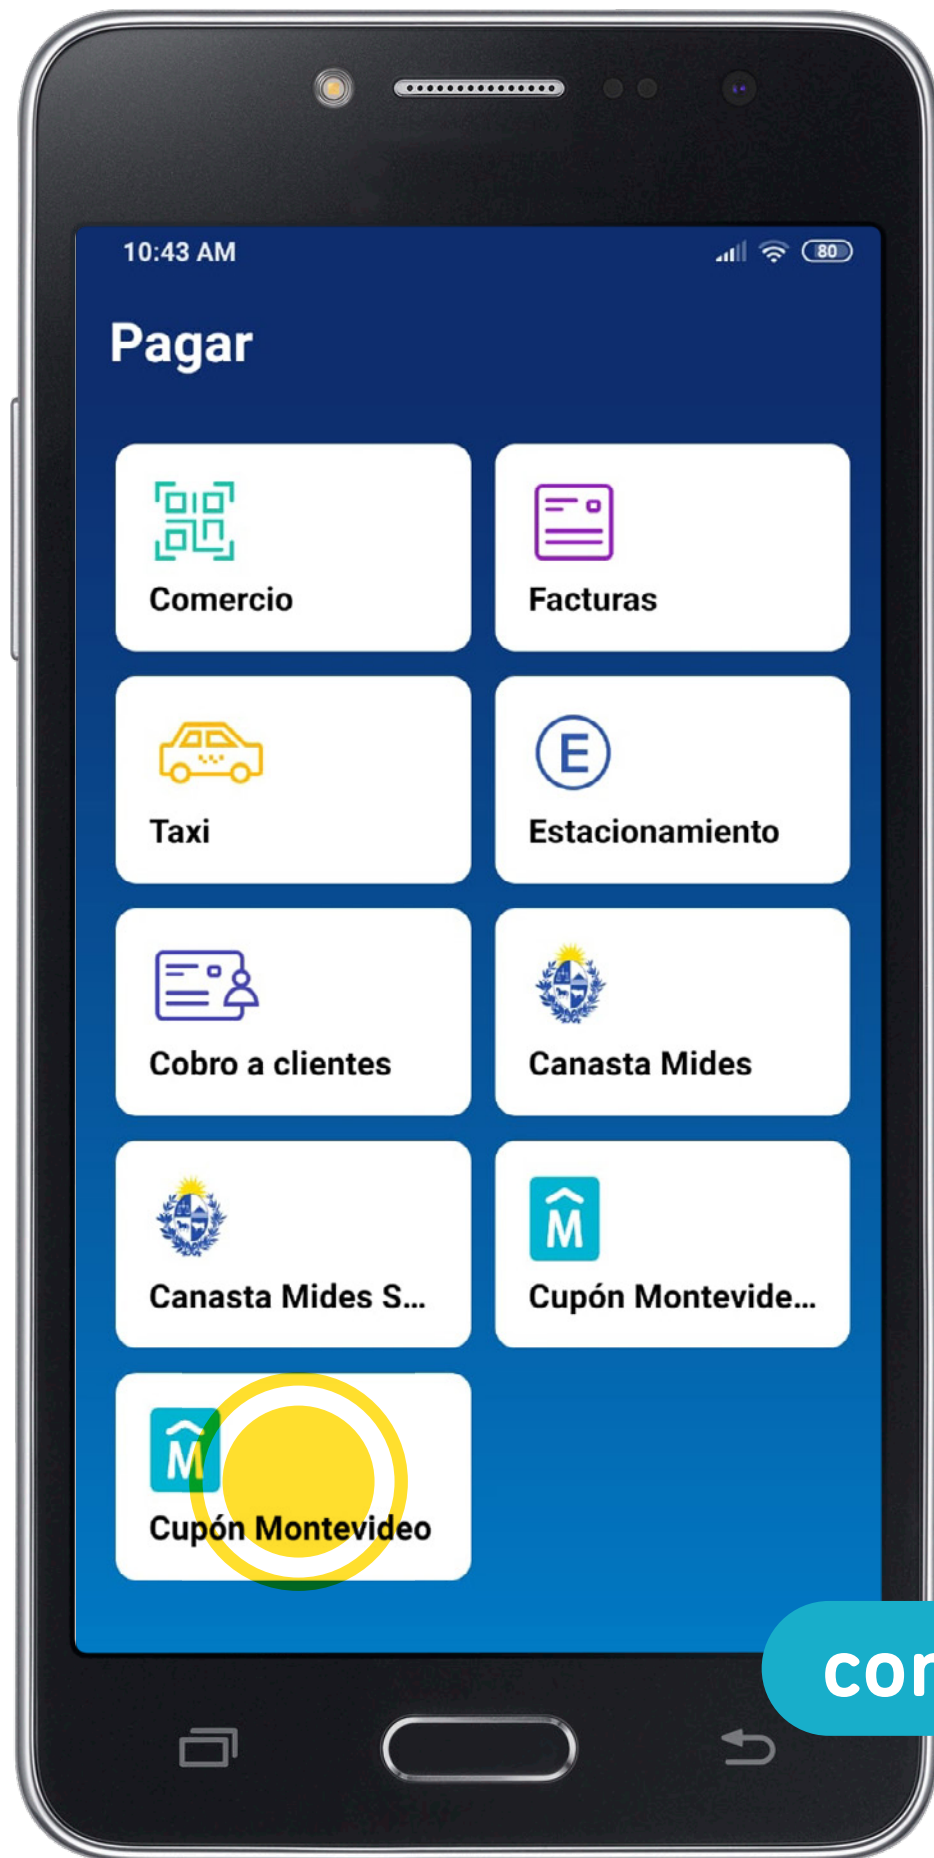 10:43 AM
80
Pagar
Comercio
Facturas
Taxi
E
Estacionamiento
Cobro a clientes
Canasta Mides
Canasta Mides S...
M
Cupón Montevide...
M
Cupón Montevideo